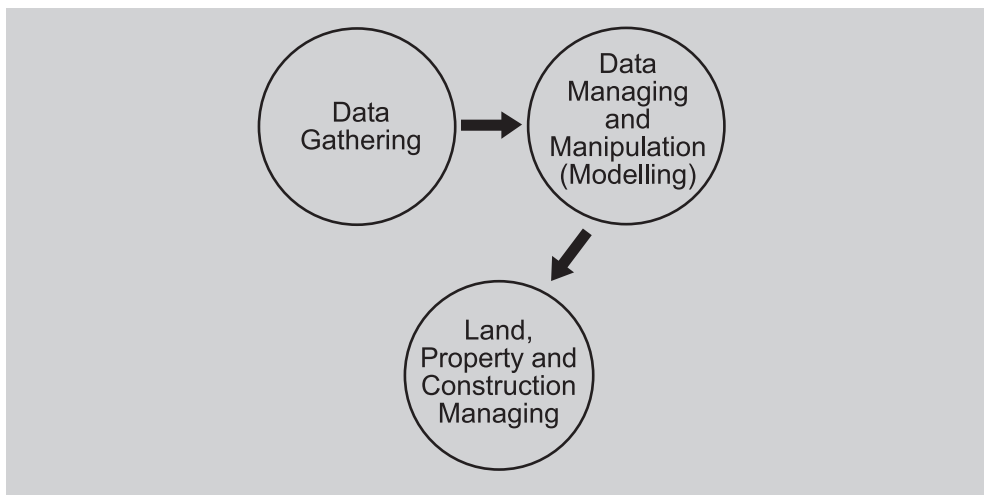 Data
Gathering
Data
Managing
and
Manipulation
(Modelling)
Land,
Property and
Construction
Managing